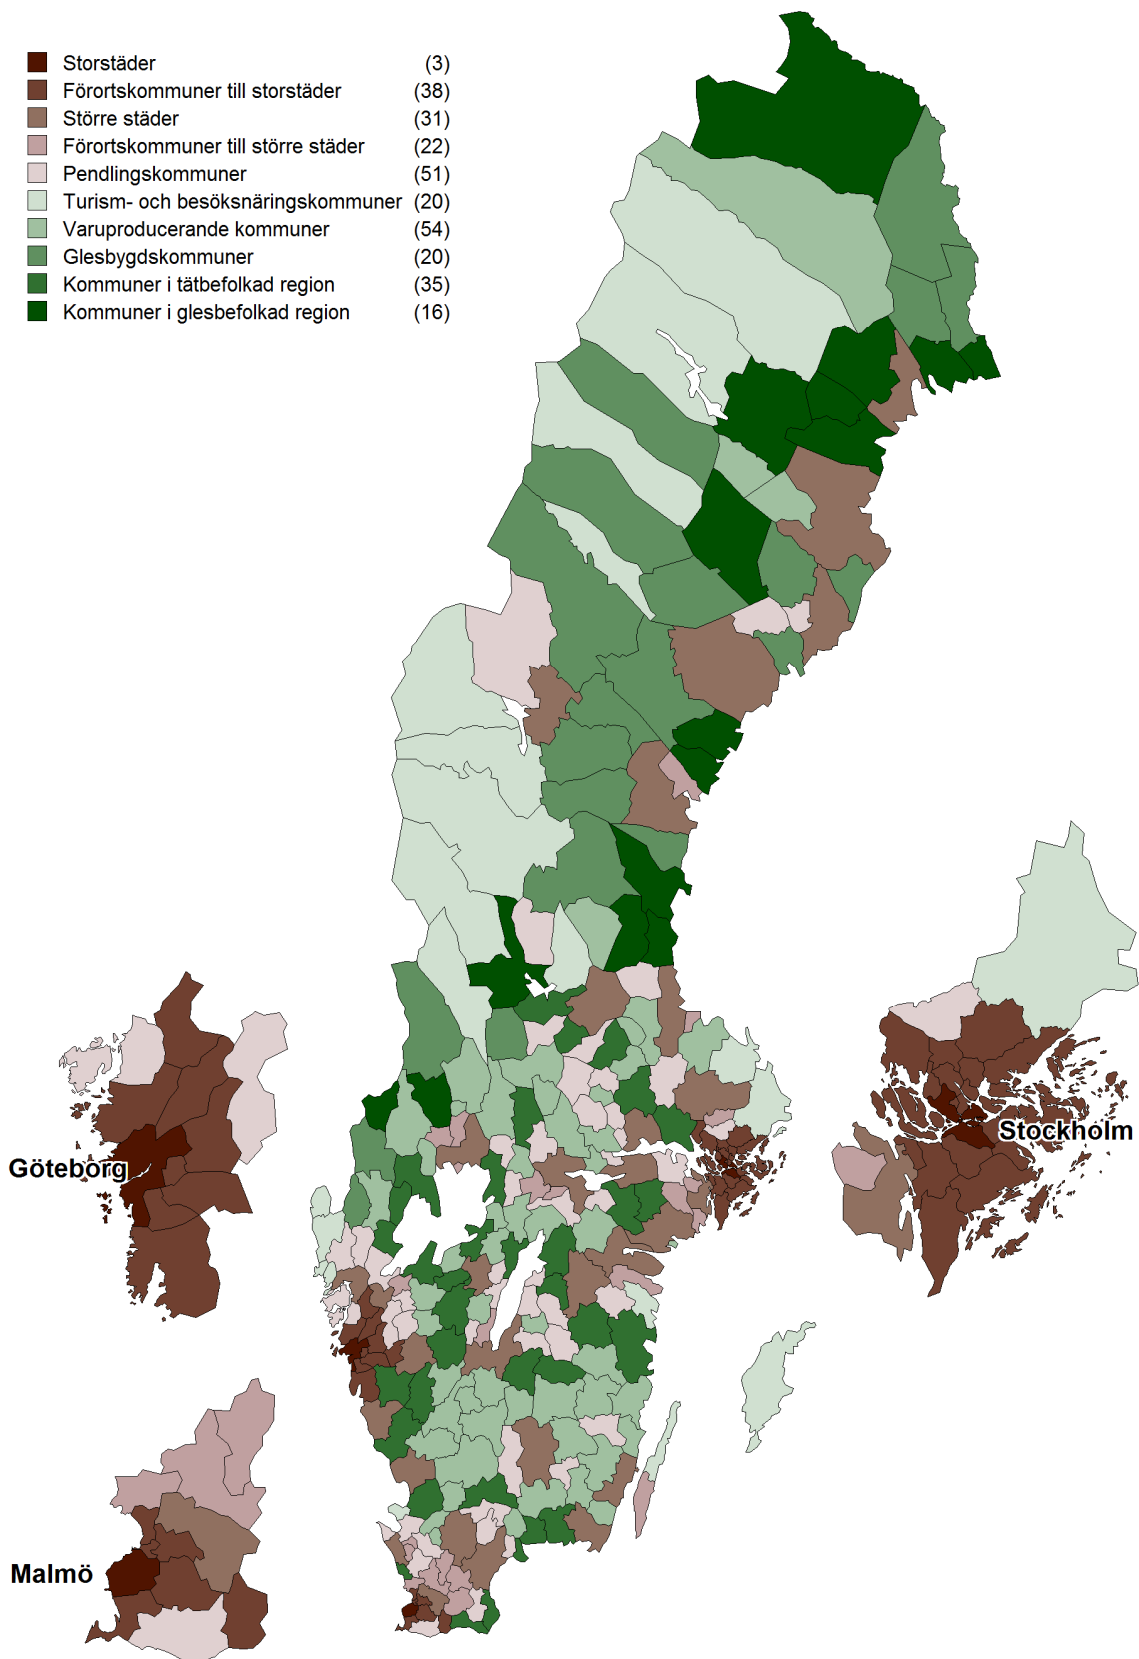 Storstäder (3)
Förortskommuner till storstäder (38)
Större städer (31)
Förortskommuner till större städer (22)
Pendlingskommuner (51)
Turism- och besöksnäringskommuner (20)
Varuproducerande kommuner (54)
Glesbygdskommuner (20)
Kommuner i tätbefolkad region (35)
Kommuner i glesbefolkad region (16)
Stockholm
Göteborg
Malmö